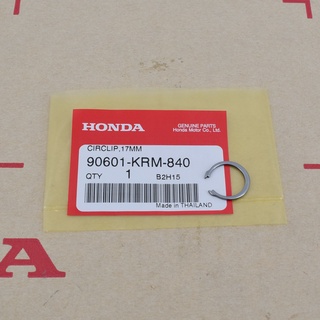 HONDA
GENUINE PARTS
Honda Motor Co., Ltd.
CIRCLIP,17MM
90601-KRM-840
QTY 1 B2H15
Made in THAILAND
A